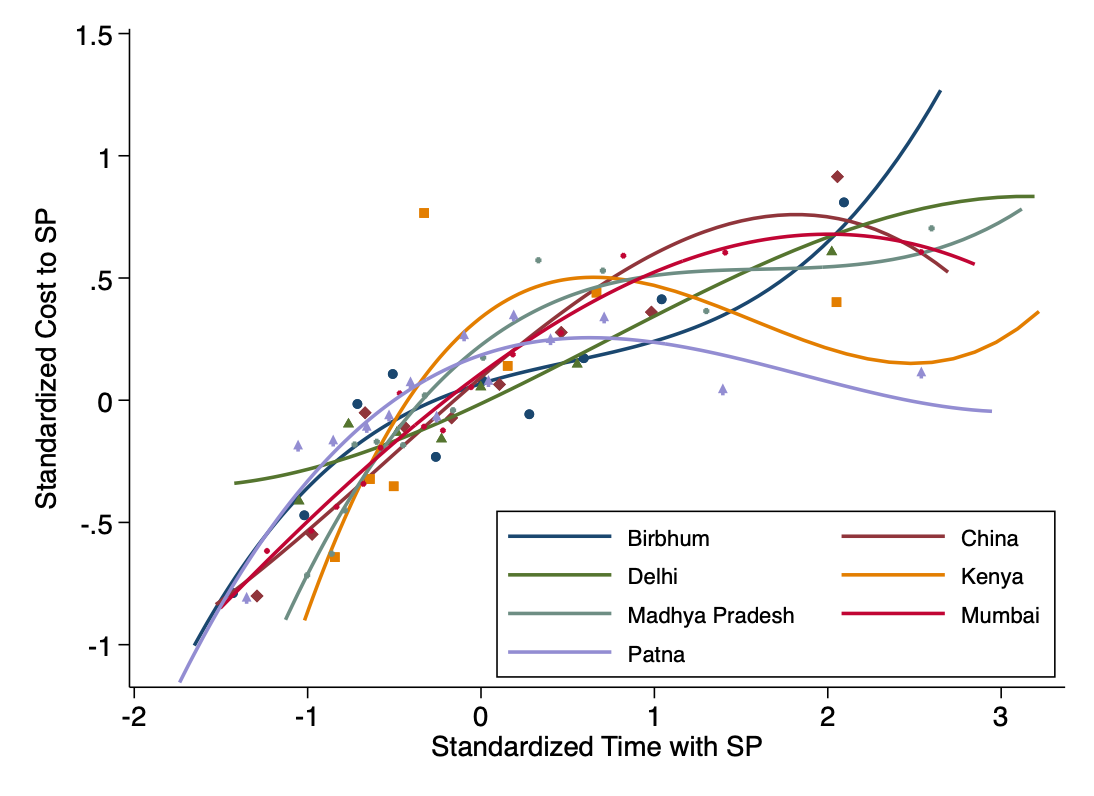 1.5
1
.5
0
-.5
-1
Standardized Cost to SP
Birbhum
China
Delhi
Kenya
Madhya Pradesh
Mumbai
Patna
-2
-1
0
1
2
3
Standardized Time with SP